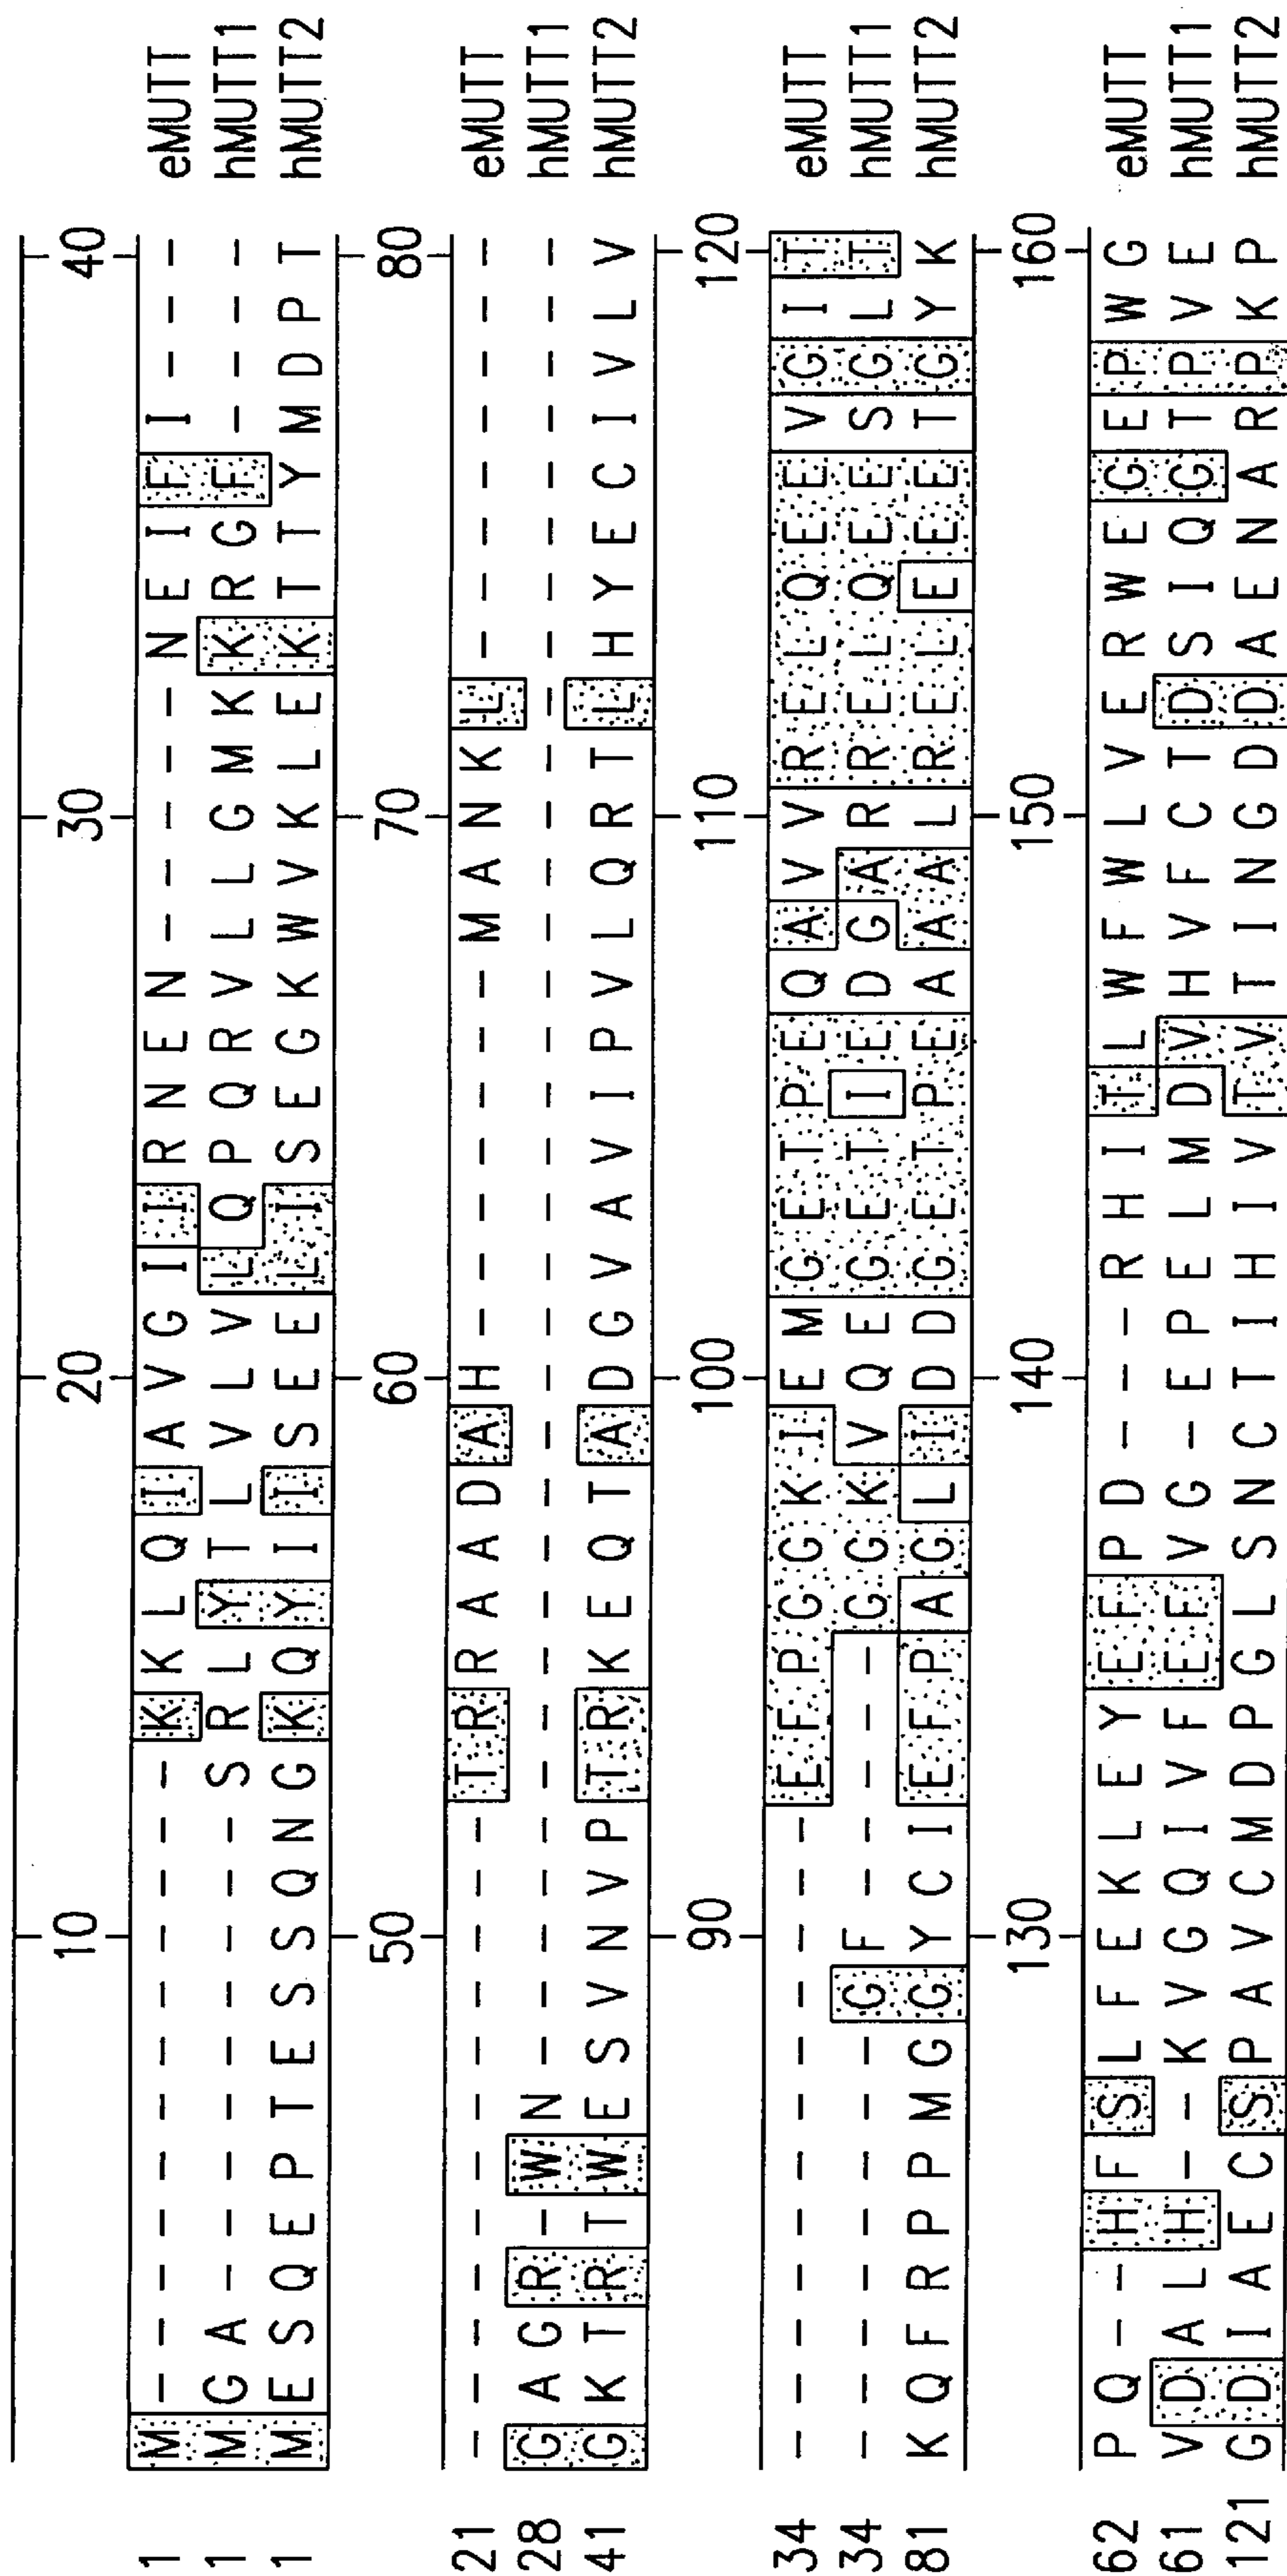 10 20 30 40
1 M - - - - - - - - - - - - K K L Q I A V G I I R N E N - - - - - N E I F I - - - eMUTT
1 M G A - - - - - - - - - S R L Y T L V L V L Q P Q R V L L G M K K R G F - - - - hMUTT1
1 M E S Q E P T E S S Q N G K Q Y I I S E E L I S E G K W V K L E K T T Y M D P T hMUTT2
50 60 70 80
21 - - - - - - - - - - - - T R R A A D A H - - - - - - - M A N K L - - - - - - - - eMUTT
28 G A G R - W N - - - - - - - - - - - - - - - - - - - - - - - - - - - - - - - - - hMUTT1
41 G K T R T W E S V N V P T R K E Q T A D G V A V I P V L Q R T L H Y E C I V L V hMUTT2
90 100 110 120
34 - - - - - - - - - - - - E F P G G K I E M G E T P E Q A V V R E L Q E E V G I T eMUTT
34 - - - - - - - - G F - - - - - G G K V Q E G E T I E D G A R R E L Q E E S G L T hMUTT1
81 K Q F R P P M G G Y C I E F P A G L I D D G E T P E A A A L R E L E E E T G Y K hMUTT2
130 140 150 160
62 P Q - - H F S L F E K L E Y E F P D - - - R H I T L W F W L V E R W E G E P W G eMUTT
61 V D A L H - - K V G Q I V F E F V G - E P E L M D V H V F C T D S I Q G T P V E hMUTT1
121 G D I A E C S P A V C M D P G L S N C T I H I V T V T I N G D D A E N A R P K P hMUTT2